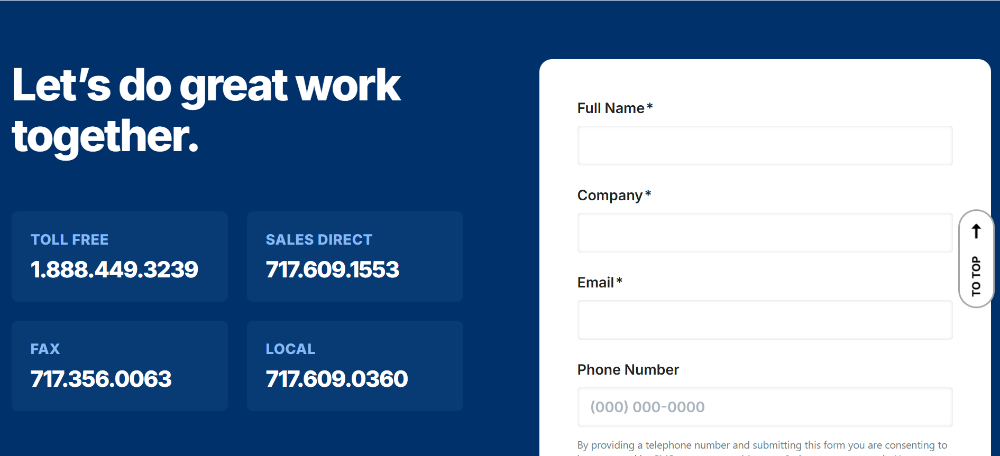 Let’s do great work
together.
TOLL FREE
1.888.449.3239
SALES DIRECT
717.609.1553
FAX
717.356.0063
LOCAL
717.609.0360
Full Name*
Company*
Email*
Phone Number
(000) 000-0000
By providing a telephone number and submitting this form you are consenting to
TO TOP